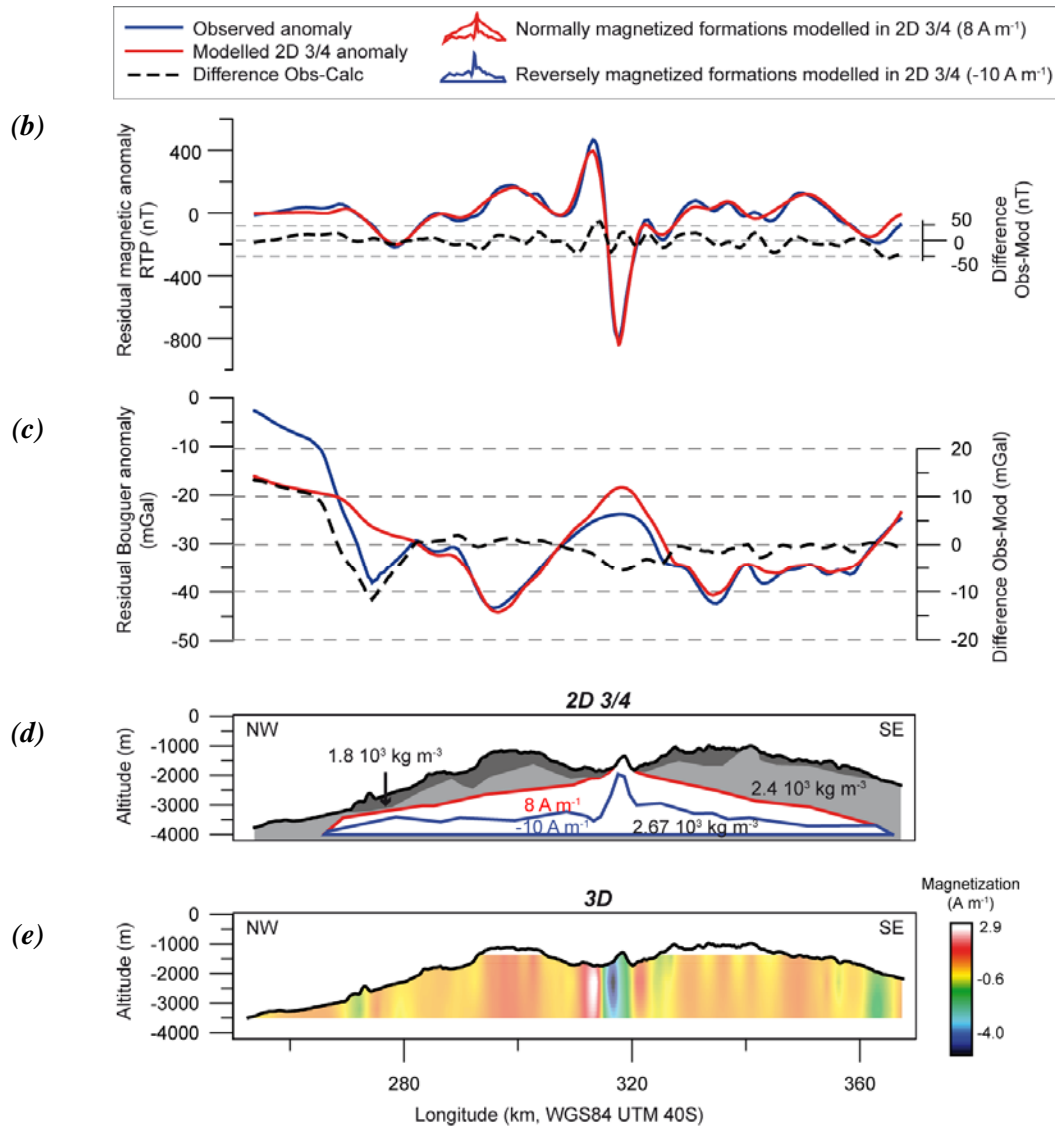 Observed anomaly
Modelled 2D 3/4 anomaly
Difference Obs-Calc
Normally magnetized formations modelled in 2D 3/4 (8 A m⁻¹)
Reversely magnetized formations modelled in 2D 3/4 (-10 A m⁻¹)
(b)
Residual magnetic anomaly
RTP (nT)
400
0
-400
-800
50
0
-50
Difference
Obs-Mod (nT)
(c)
Residual Bouguer anomaly
(mGal)
0
-10
-20
-30
-40
-50
20
10
0
-10
-20
Difference Obs-Mod (mGal)
2D 3/4
(d)
Altitude (m)
0
-1000
-2000
-3000
-4000
NW
SE
1.8 10³ kg m⁻³
2.4 10³ kg m⁻³
8 A m⁻¹
-10 A m⁻¹
2.67 10³ kg m⁻³
3D
(e)
Altitude (m)
0
-1000
-2000
-3000
-4000
NW
SE
Magnetization
(A m⁻¹)
2.9
-0.6
-4.0
280
320
360
Longitude (km, WGS84 UTM 40S)